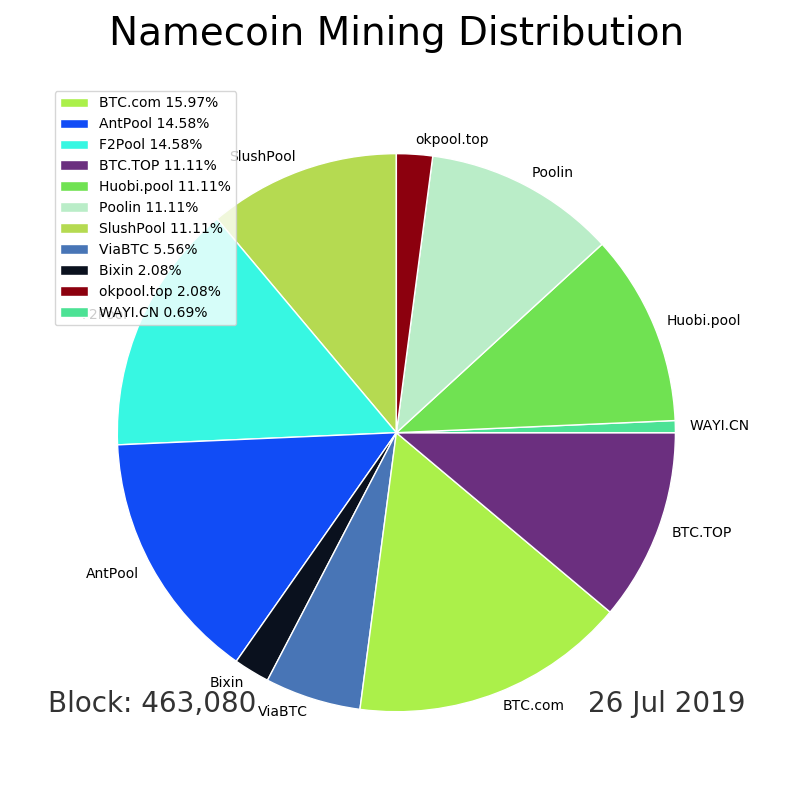 Namecoin Mining Distribution
BTC.com 15.97%
AntPool 14.58%
F2Pool 14.58%
BTC.TOP 11.11%
Huobi.pool 11.11%
Poolin 11.11%
SlushPool 11.11%
ViaBTC 5.56%
Bixin 2.08%
okpool.top 2.08%
WAYI.CN 0.69%
okpool.top
SlushPool
Poolin
Huobi.pool
WAYI.CN
BTC.TOP
AntPool
Bixin
ViaBTC
BTC.com
Block: 463,080
26 Jul 2019